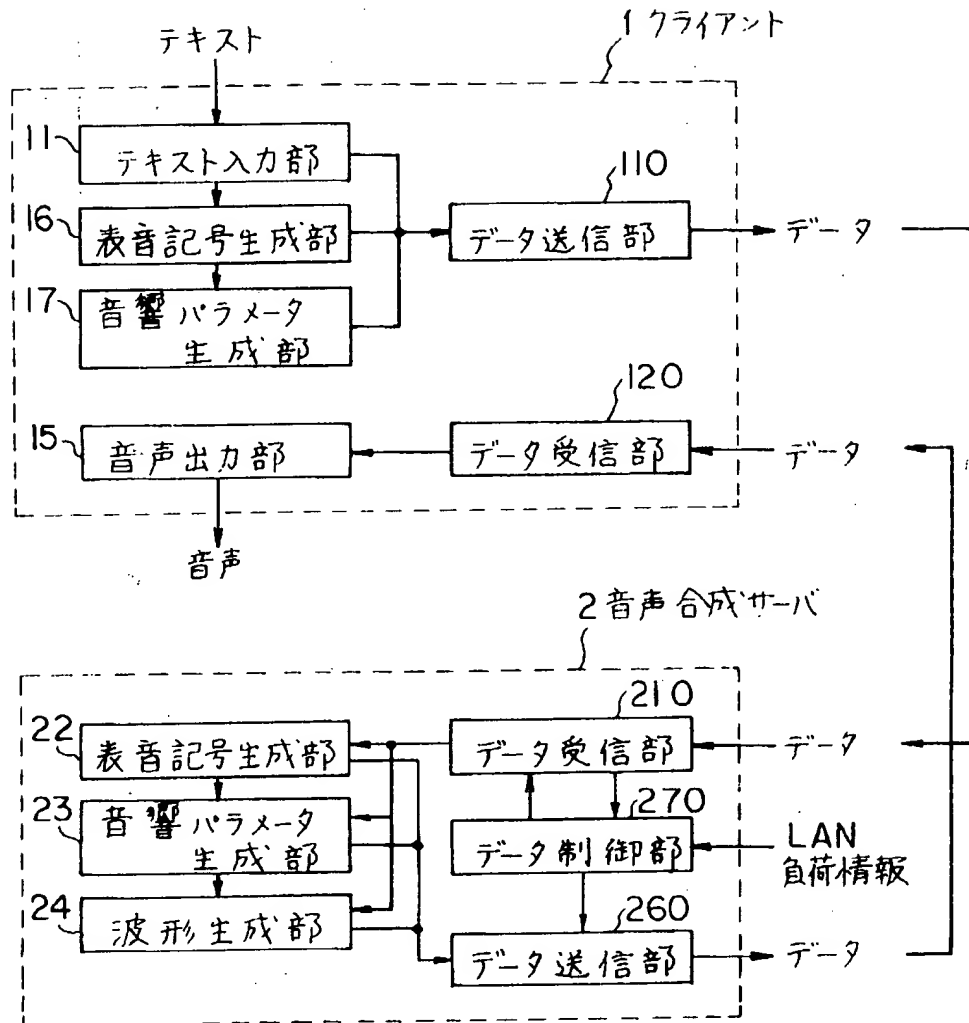 テキスト
1 クライアント
11
テキスト入力部
110
16
表音記号生成部
データ送信部
データ
17
音響パラメータ
生成部
120
15
音声出力部
データ受信部
データ
音声
2 音声合成サーバ
210
22
表音記号生成部
データ受信部
データ
23
音響パラメータ
生成部
270
データ制御部
LAN
負荷情報
24
波形生成部
260
データ送信部
データ